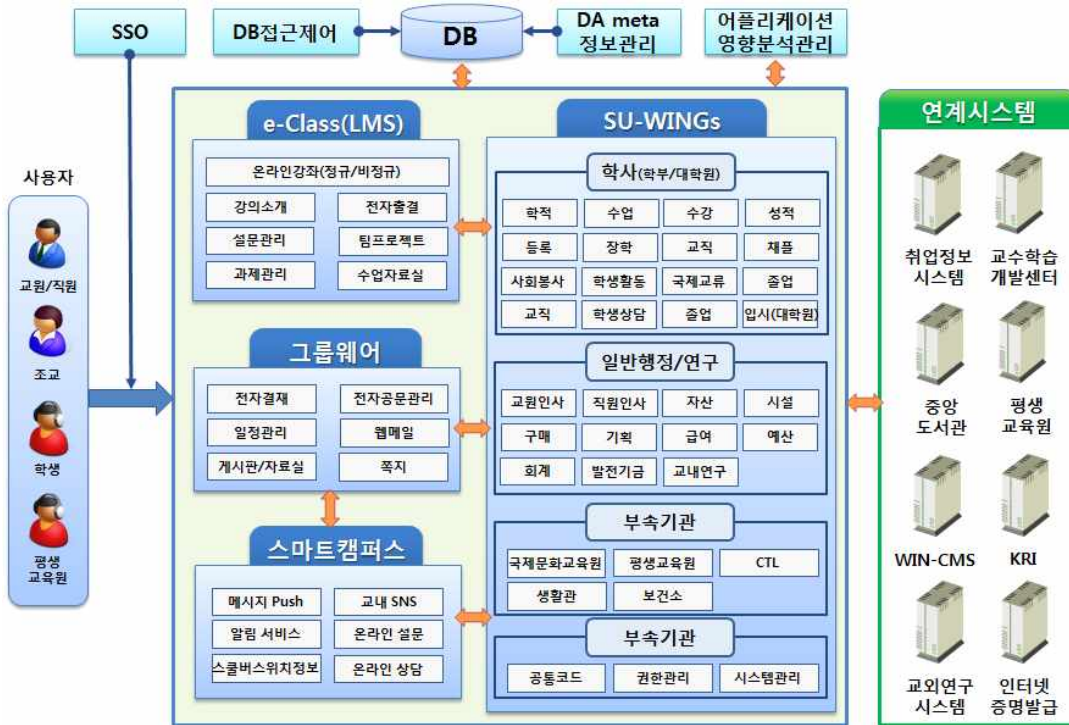 SSO
DB접근제어
DB
DA meta
정보관리
어플리케이션
영향분석관리
사용자
교원/직원
조교
학생
평생
교육원
e-Class(LMS)
온라인강좌(정규/비정규)
강의소개
전자출결
설문관리
팀프로젝트
과제관리
수업자료실
그룹웨어
전자결재
전자공문관리
일정관리
웹메일
게시판/자료실
쪽지
스마트캠퍼스
메시지 Push
교내 SNS
알림 서비스
온라인 설문
스쿨버스위치정보
온라인 상담
SU-WINGs
학사(학부/대학원)
학적
수업
수강
성적
등록
장학
교직
채플
사회봉사
학생활동
국제교류
졸업
교직
학생상담
졸업
입시(대학원)
일반행정/연구
교원인사
직원인사
자산
시설
구매
기획
급여
예산
회계
발전기금
교내연구
부속기관
국제문화교육원
평생교육원
CTL
생활관
보건소
부속기관
공통코드
권한관리
시스템관리
연계시스템
취업정보
시스템
교수학습
개발센터
중앙
도서관
평생
교육원
WIN-CMS
KRI
교외연구
시스템
인터넷
증명발급